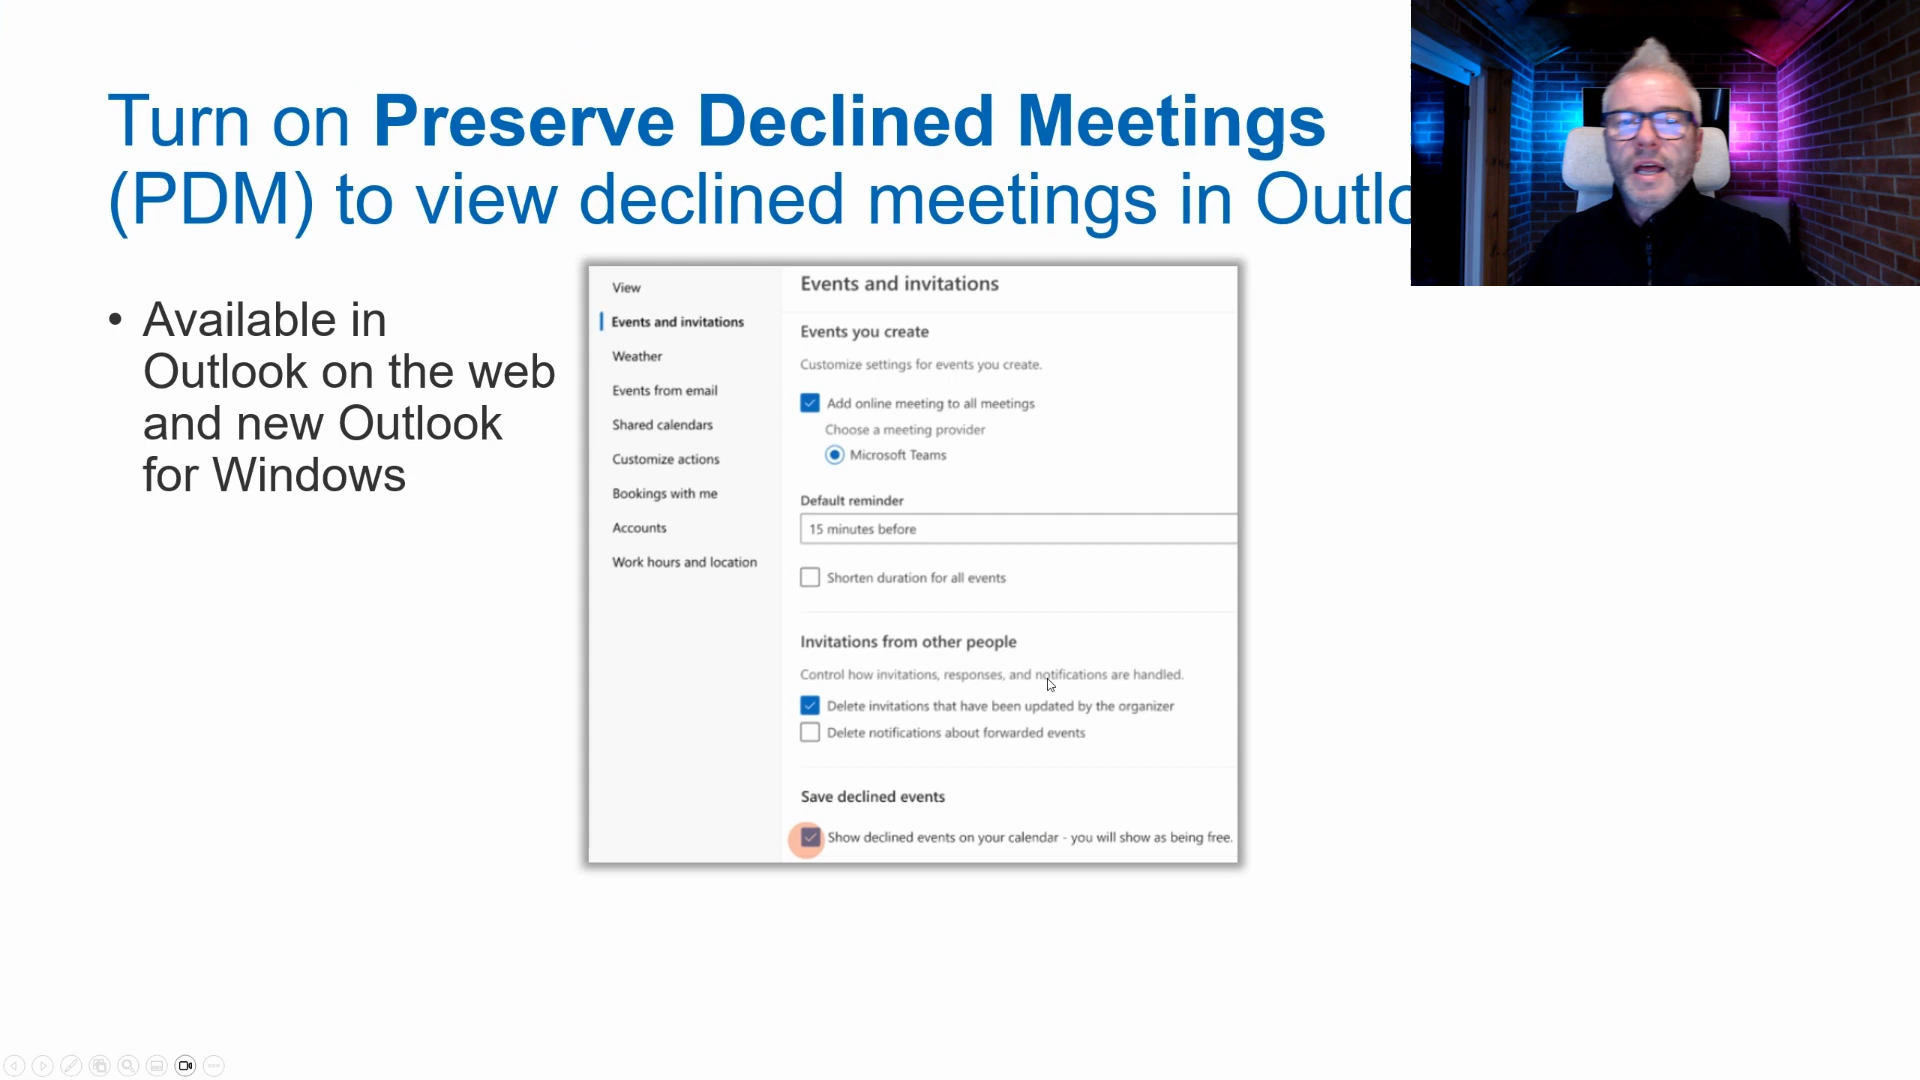 Turn on Preserve Declined Meetings
(PDM) to view declined meetings in
• Available in
Outlook on the web
and new Outlook
for Windows
View
Events and invitations
Weather
Events from email
Shared calendars
Customize actions
Bookings with me
Accounts
Work hours and location
Events and invitations
Events you create
Customize settings for events you create.
Add online meeting to all meetings
Choose a meeting provider
Microsoft Teams
Default reminder
15 minutes before
Shorten duration for all events
Invitations from other people
Control how invitations, responses, and notifications are handled.
Delete invitations that have been updated by the organizer
Delete notifications about forwarded events
Save declined events
Show declined events on your calendar - you will show as being free.